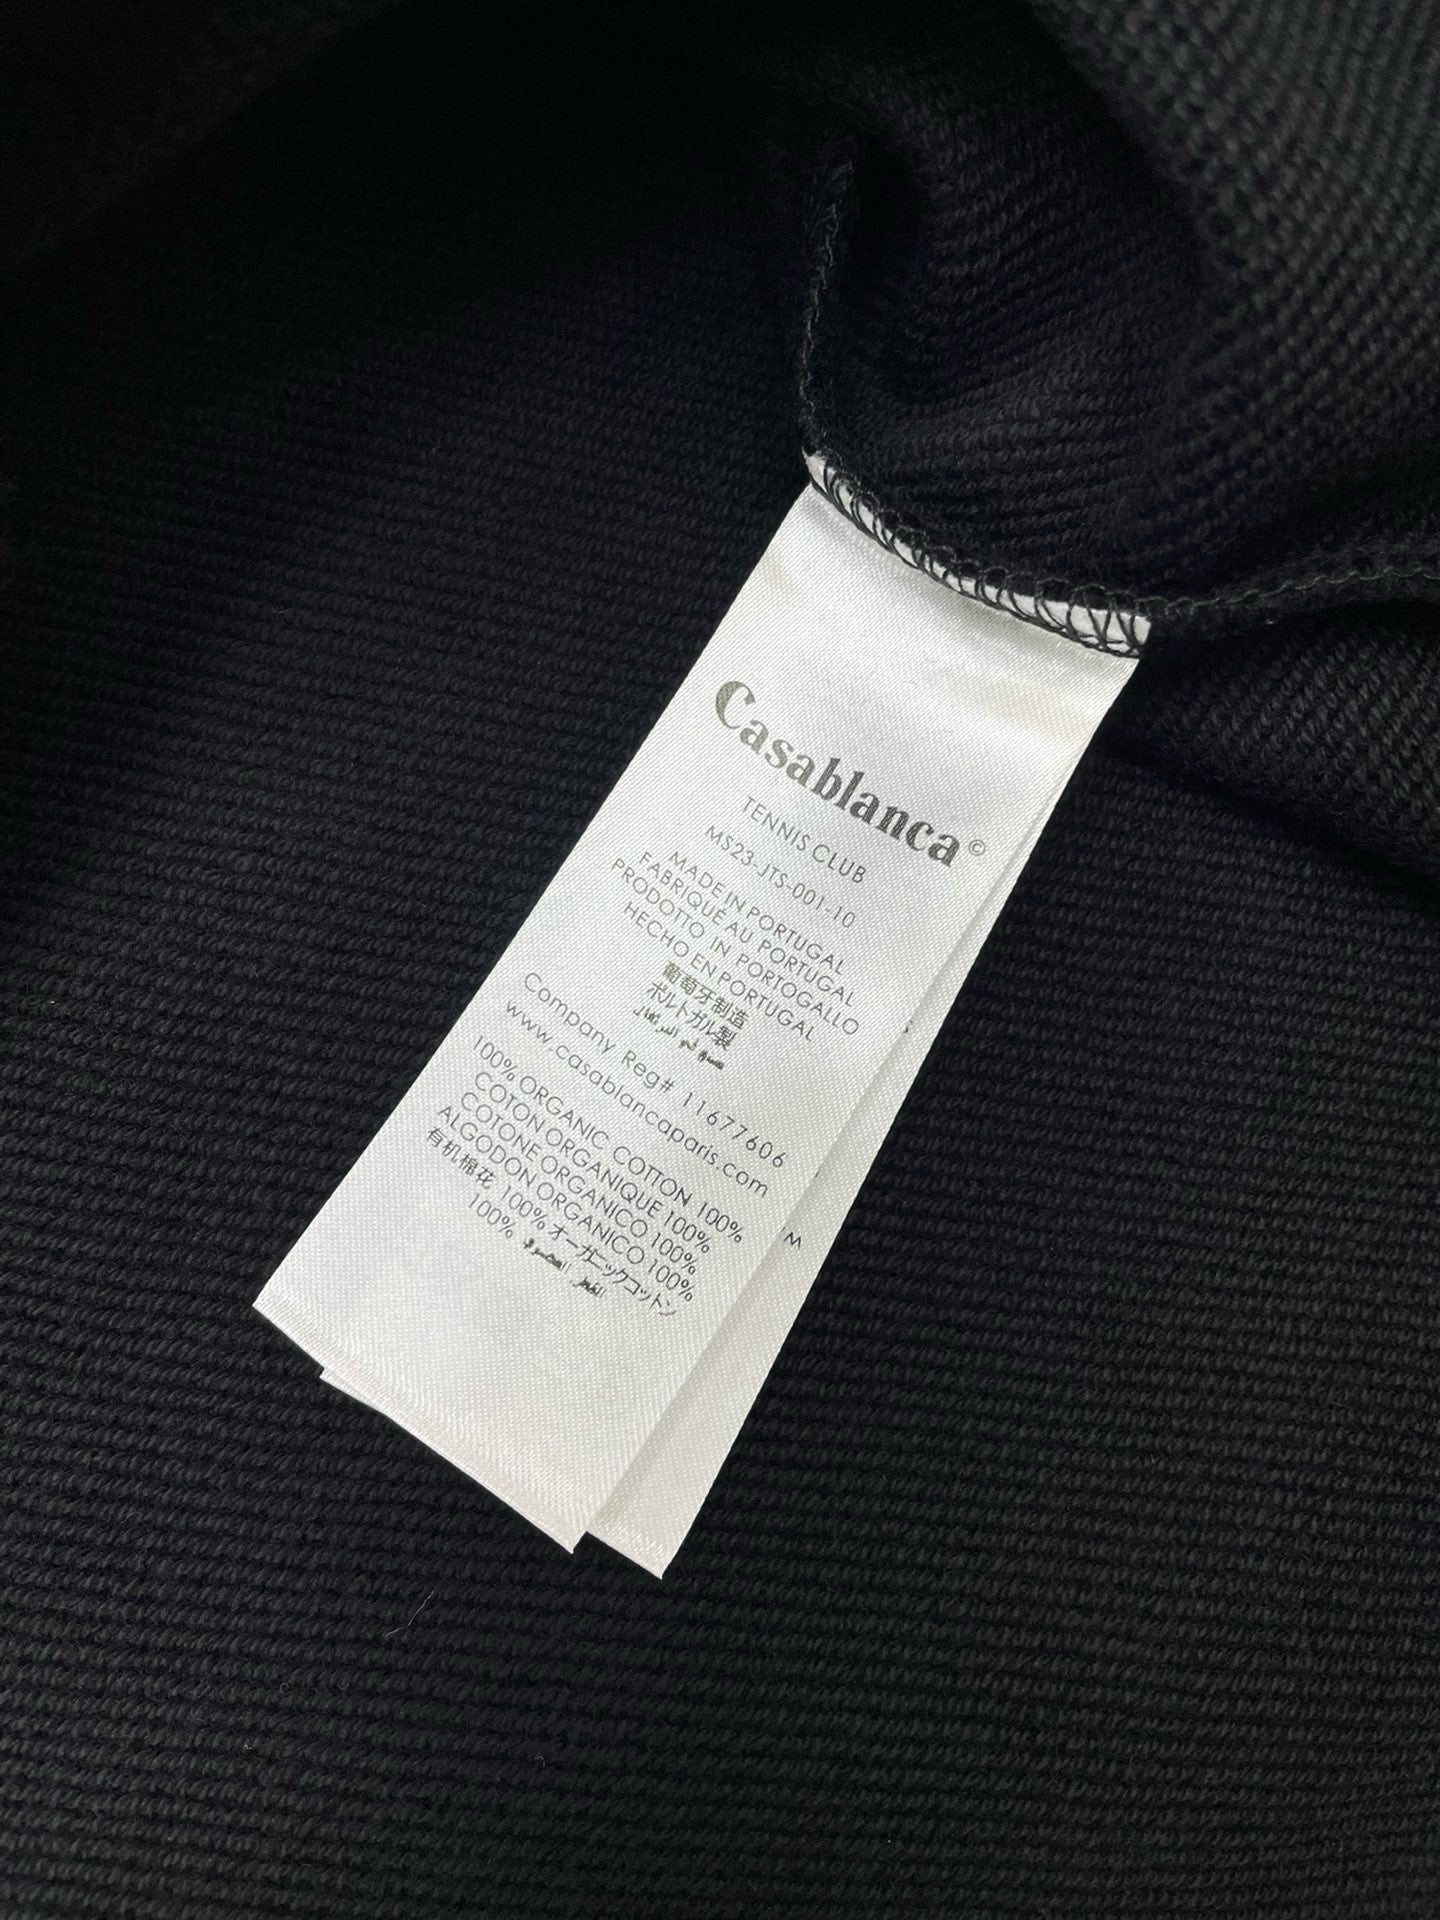 Casablanca©
TENNIS CLUB
MS23-JTS-001-10
MADE IN PORTUGAL
FABRIQUÉ AU PORTUGAL
PRODOTTO IN PORTOGALLO
HECHO EN PORTUGAL
葡萄牙制造
ポルトガル製
Company Reg# 11677606
www.casablancaparis.com
100% ORGANIC COTTON 100%
COTON ORGANIQUE 100%
COTONE ORGANICO 100%
ALGODON ORGANICO 100%
有机棉花 100% オーガニックコットン
100%
M